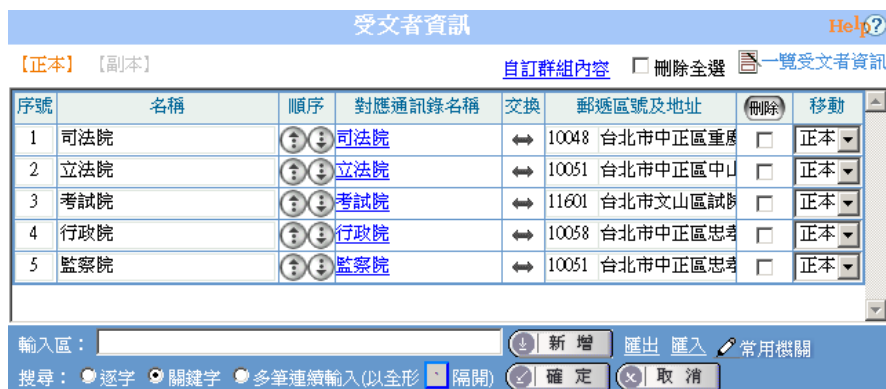 受文者資訊
Help?
【正本】 【副本】 自訂群組內容 刪除全選 一覽受文者資訊
序號 名稱 順序 對應通訊錄名稱 交換 郵遞區號及地址 刪除 移動
1 司法院 司法院 10048 台北市中正區重慶 正本
2 立法院 立法院 10051 台北市中正區中山 正本
3 考試院 考試院 11601 台北市文山區試院 正本
4 行政院 行政院 10058 台北市中正區忠孝 正本
5 監察院 監察院 10051 台北市中正區忠孝 正本
輸入區： 新增 匯出 匯入 常用機關
搜尋： 逐字 關鍵字 多筆連續輸入(以全形 、 隔開) 確定 取消